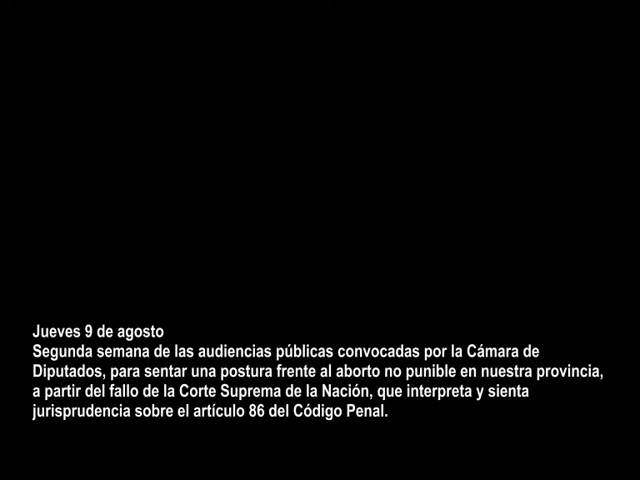 Jueves 9 de agosto
Segunda semana de las audiencias públicas convocadas por la Cámara de
Diputados, para sentar una postura frente al aborto no punible en nuestra provincia,
a partir del fallo de la Corte Suprema de la Nación, que interpreta y sienta
jurisprudencia sobre el artículo 86 del Código Penal.